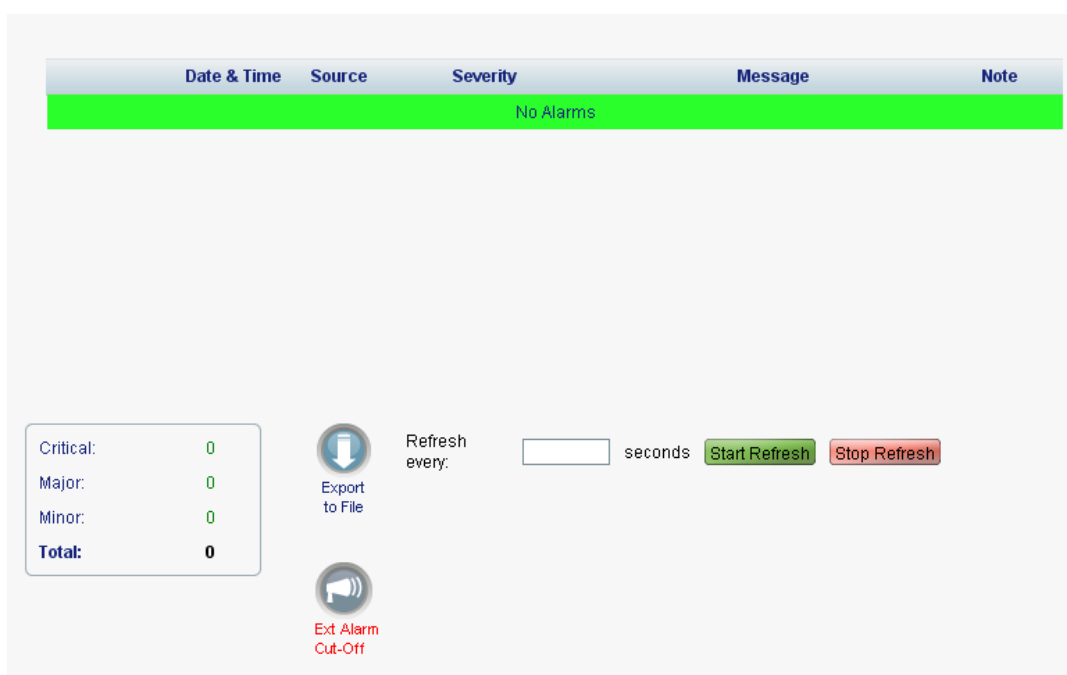 Date & Time Source Severity Message Note
No Alarms
Critical: 0
Major: 0
Minor: 0
Total: 0
Export
to File
Refresh
every:
seconds
Start Refresh
Stop Refresh
Ext Alarm
Cut-Off